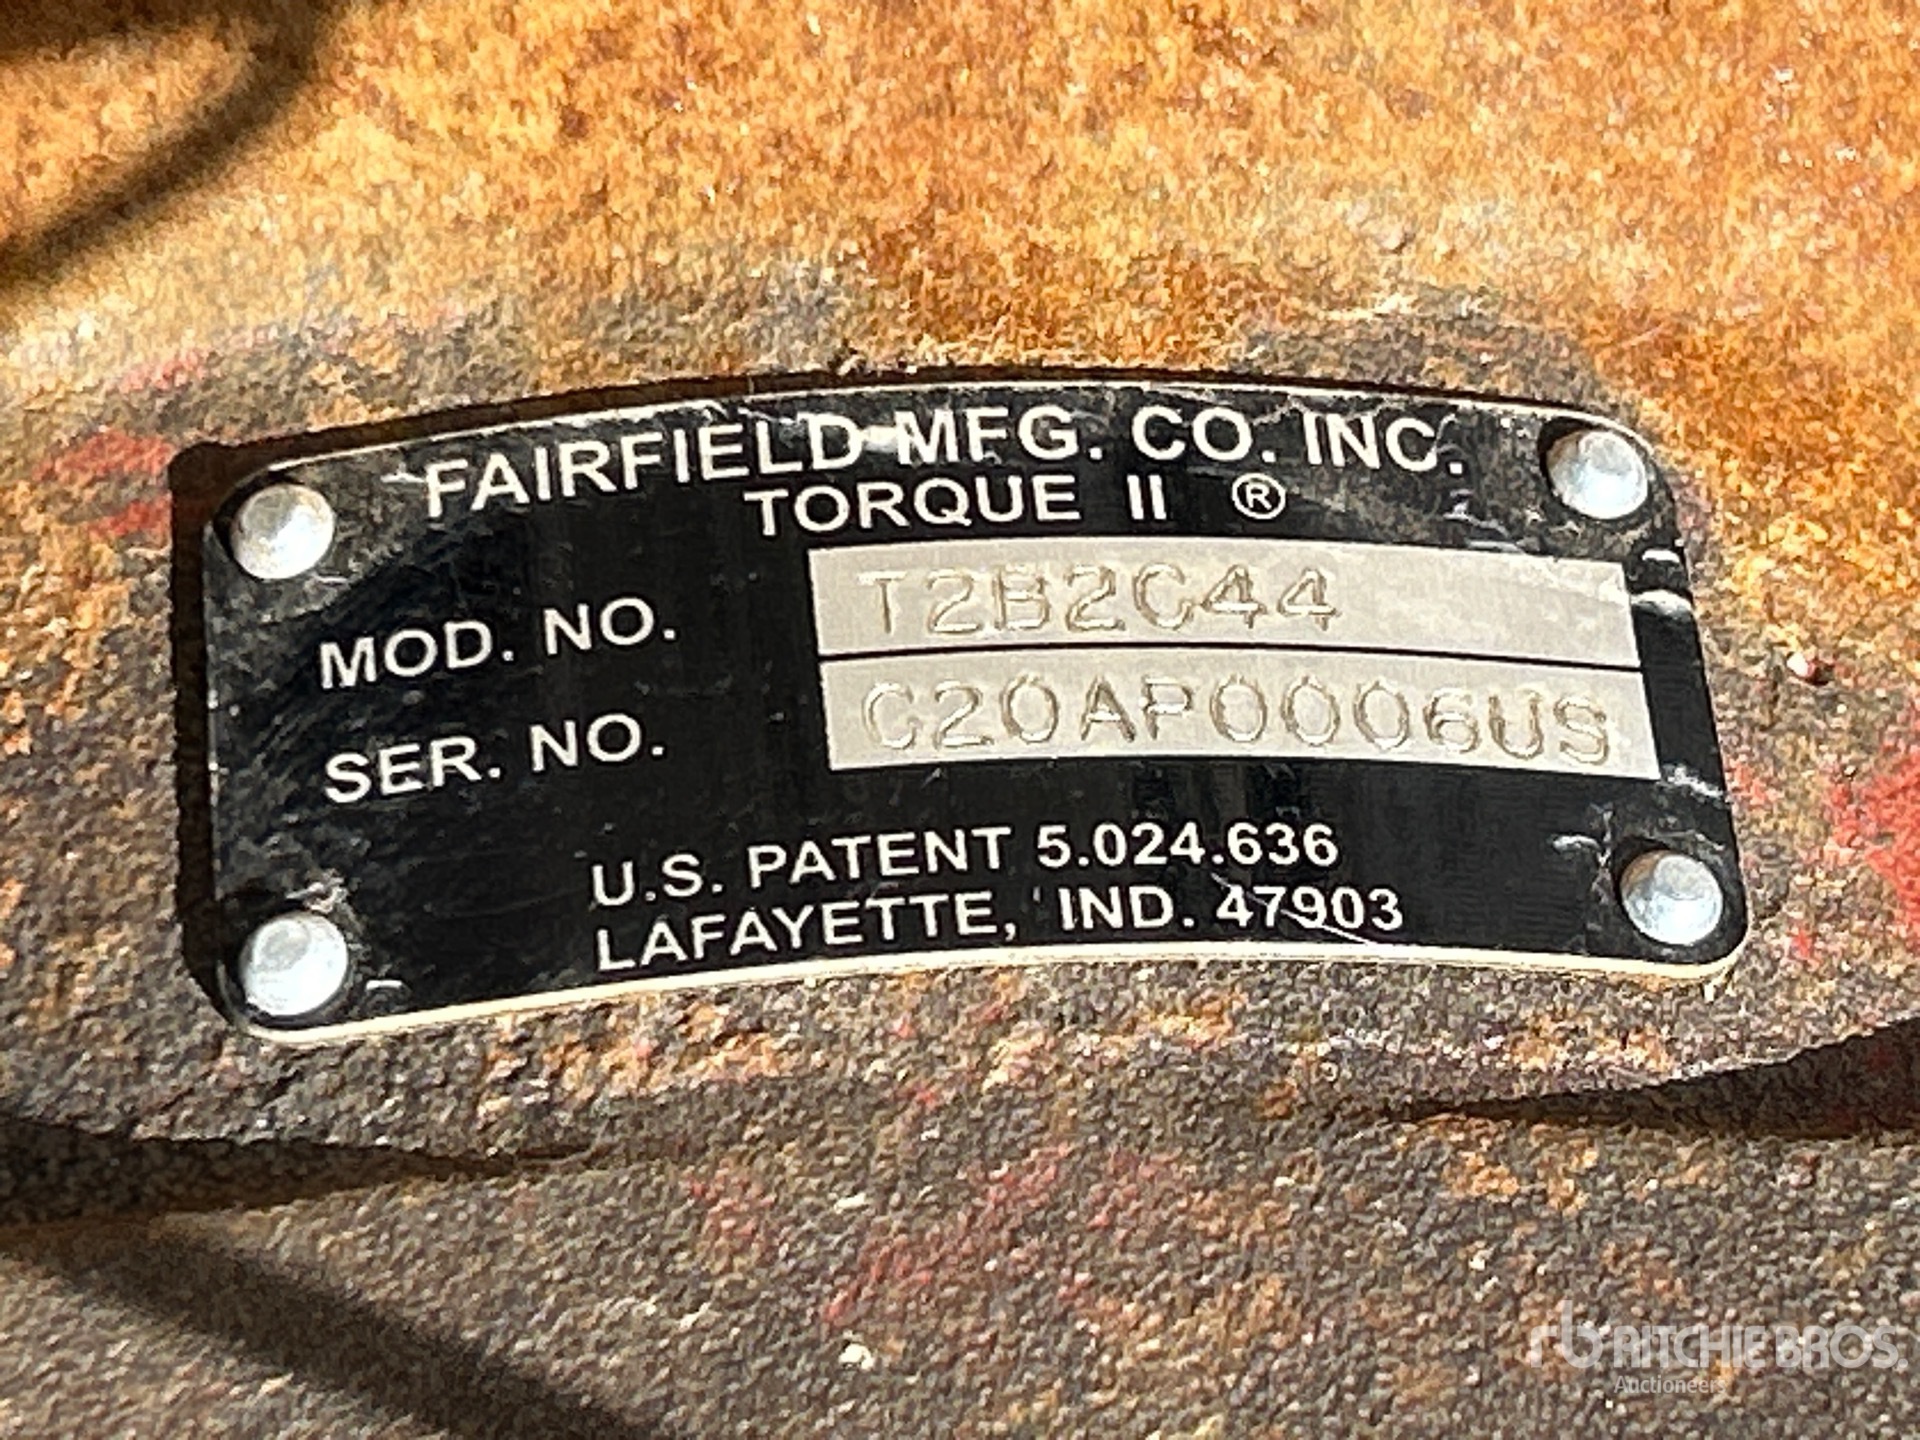 FAIRFIELD MFG. CO. INC.
TORQUE II ®
MOD. NO. T2B2C44
SER. NO. C20AP0006US
U.S. PATENT 5.024.636
LAFAYETTE, IND. 47903
rb RITCHIE BROS.
Auctioneers